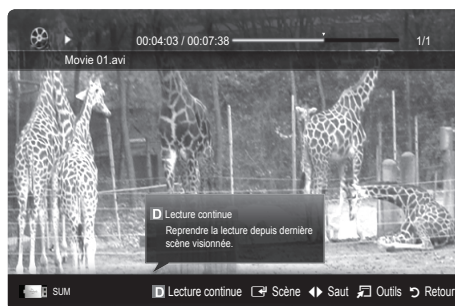 00:04:03 / 00:07:38 1/1
Movie 01.avi
D Lecture continue
Reprendre la lecture depuis dernière
scène visionnée.
SUM D Lecture continue Scène Saut Outils Retour